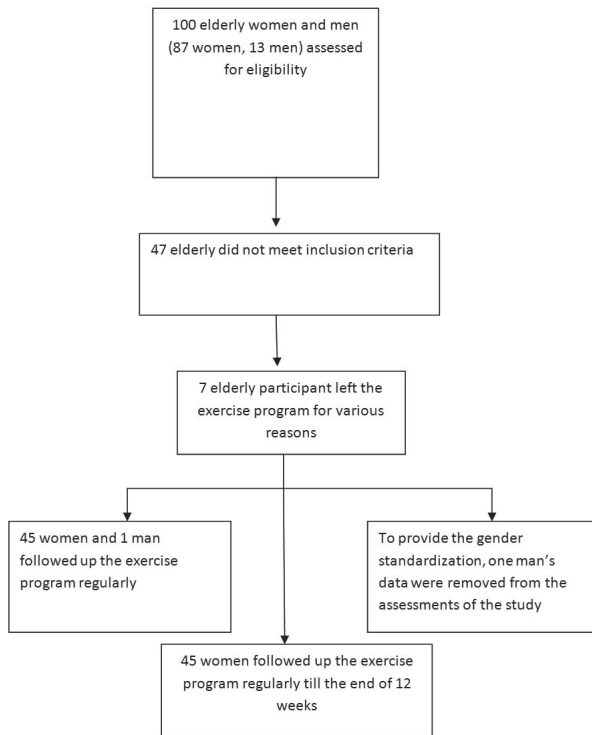 100 elderly women and men
(87 women, 13 men) assessed
for eligibility
47 elderly did not meet inclusion criteria
7 elderly participant left the
exercise program for various
reasons
45 women and 1 man
followed up the exercise
program regularly
To provide the gender
standardization, one man's
data were removed from the
assessments of the study
45 women followed up the exercise
program regularly till the end of 12
weeks